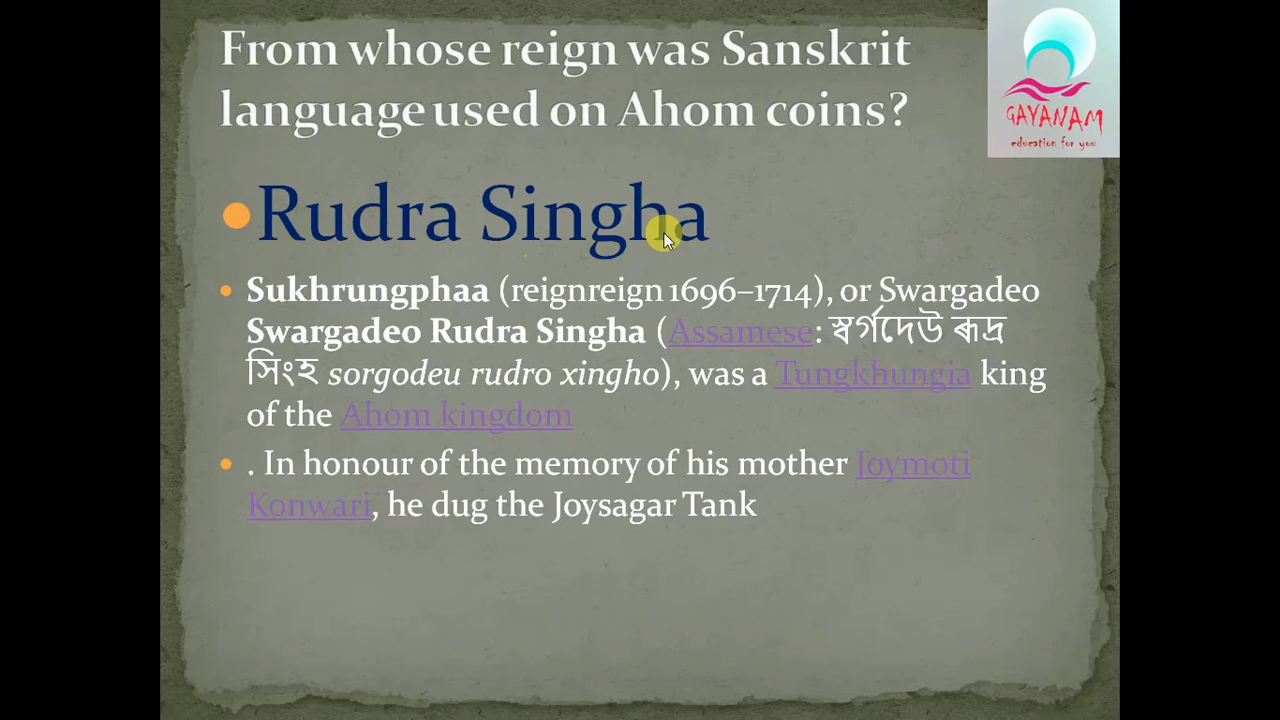 From whose reign was Sanskrit
language used on Ahom coins?
GAYANAM
education for you
•Rudra Singha
• Sukhrungphaa (reignreign 1696–1714), or Swargadeo
Swargadeo Rudra Singha (Assamese: স্বৰ্গদেউ ৰূদ্ৰ
সিংহ sorgodeu rudro xingho), was a Tungkhungia king
of the Ahom kingdom
• . In honour of the memory of his mother Joymoti
Konwari, he dug the Joysagar Tank